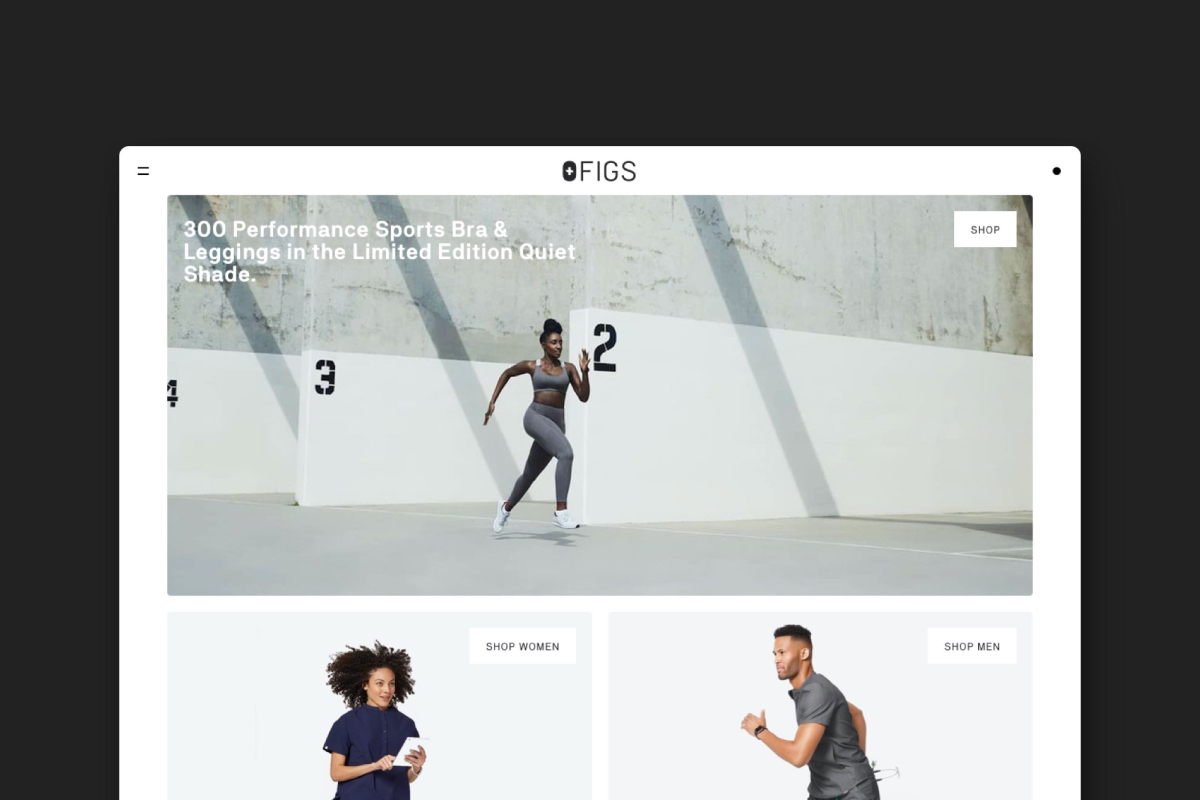 FIGS
300 Performance Sports Bra &
Leggings in the Limited Edition Quiet
Shade.
SHOP
4
3
2
SHOP WOMEN
SHOP MEN